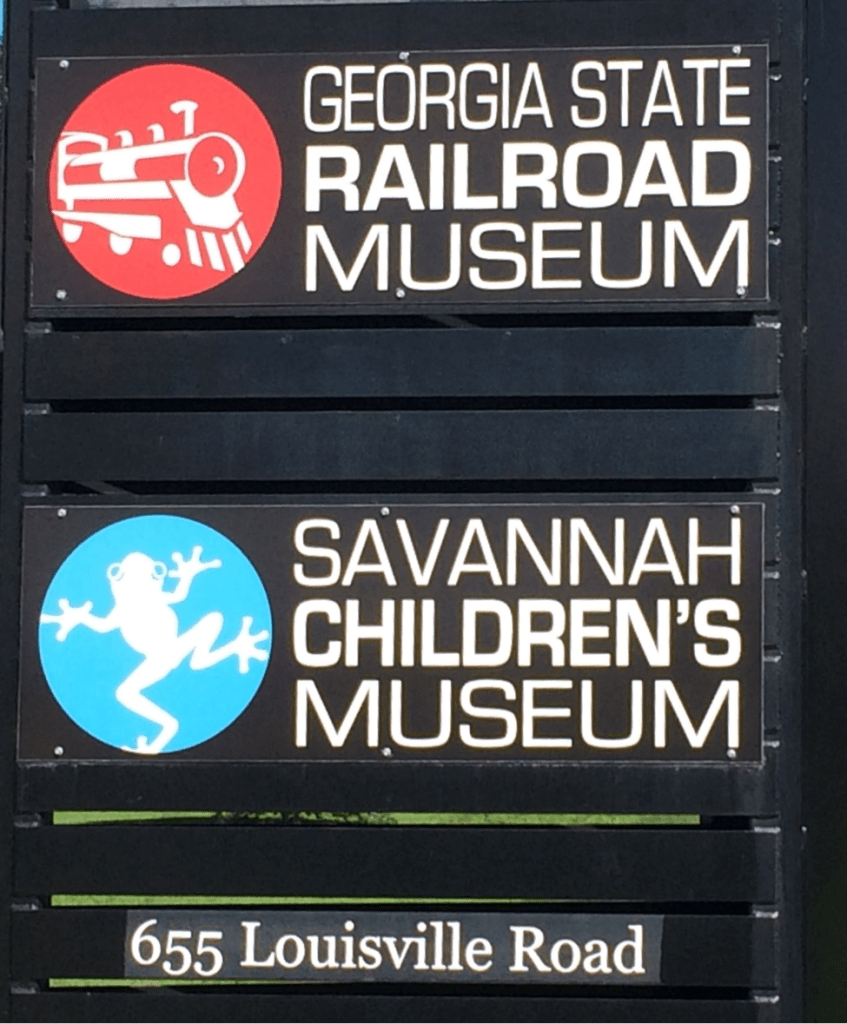 GEORGIA STATE
RAILROAD
MUSEUM
SAVANNAH
CHILDREN'S
MUSEUM
655 Louisville Road